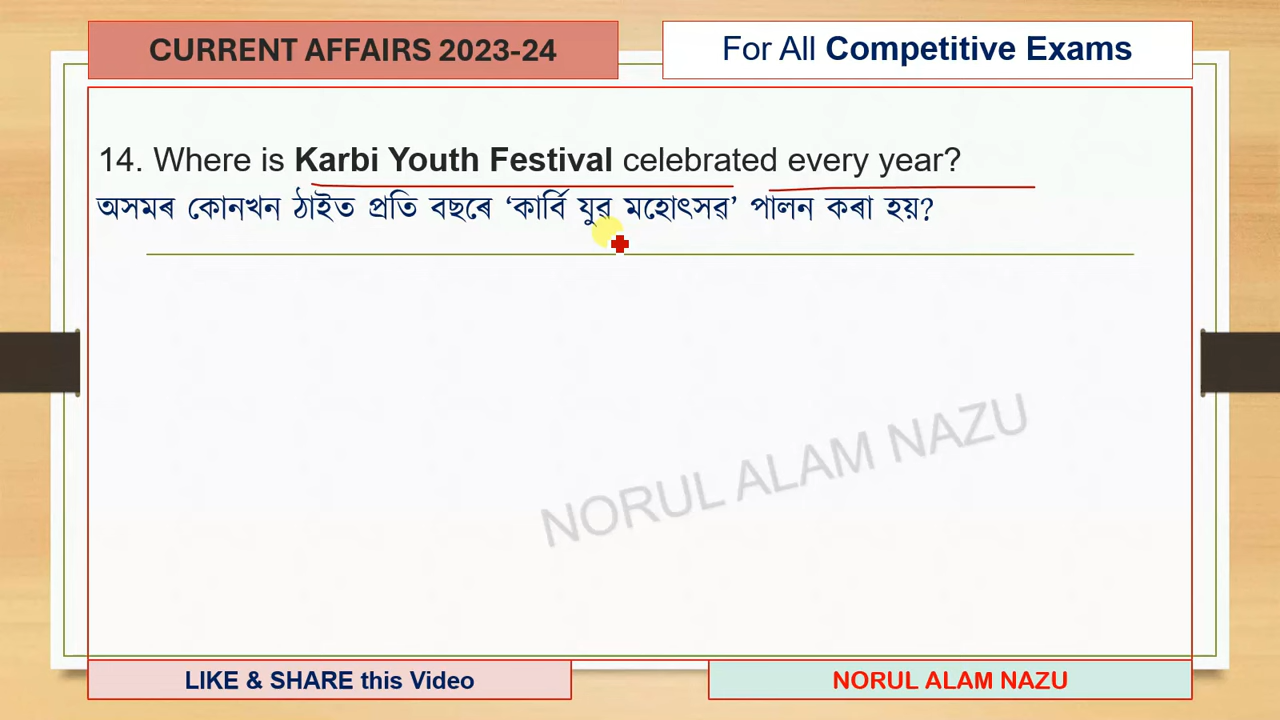 CURRENT AFFAIRS 2023-24
For All Competitive Exams
14. Where is Karbi Youth Festival celebrated every year?
অসমৰ কোনখন ঠাইত প্ৰতি বছৰে ‘কাৰ্বি যুৱ মহোৎসৱ’ পালন কৰা হয়?
NORUL ALAM NAZU
LIKE & SHARE this Video
NORUL ALAM NAZU